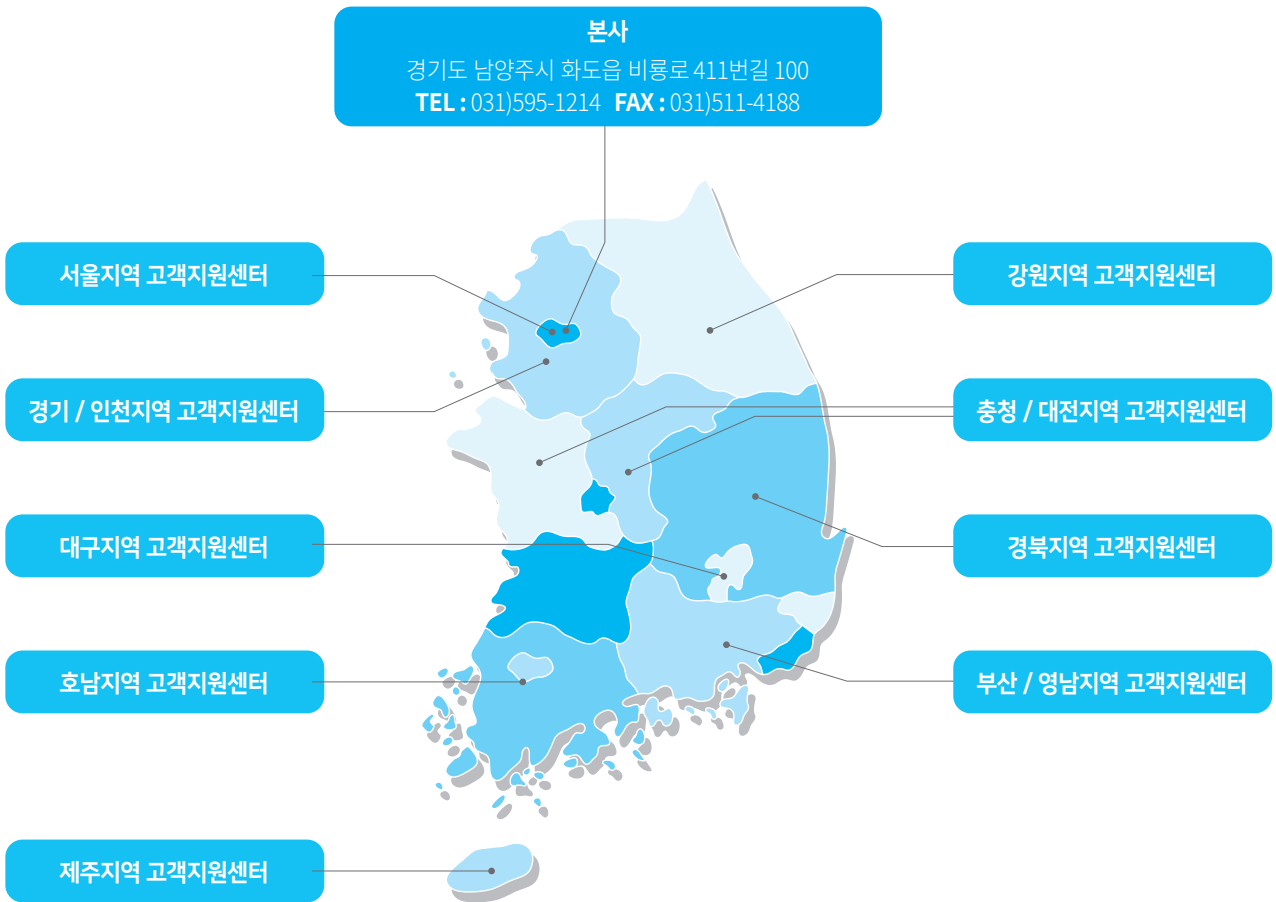 본사
경기도 남양주시 화도읍 비룡로 411번길 100
TEL : 031)595-1214 FAX : 031)511-4188
서울지역 고객지원센터
강원지역 고객지원센터
경기 / 인천지역 고객지원센터
충청 / 대전지역 고객지원센터
대구지역 고객지원센터
경북지역 고객지원센터
호남지역 고객지원센터
부산 / 영남지역 고객지원센터
제주지역 고객지원센터